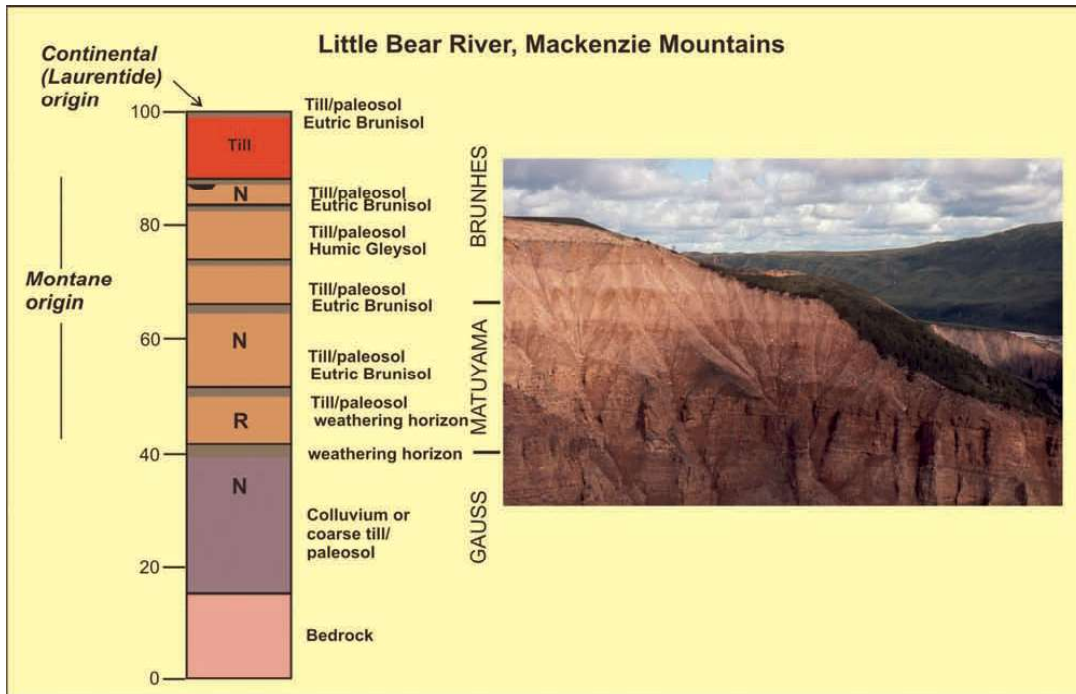 Little Bear River, Mackenzie Mountains
Continental
(Laurentide)
origin
100
Till/paleosol
Eutric Brunisol
Till
N
Till/paleosol
Eutric Brunisol
80
Till/paleosol
Humic Gleysol
Montane
origin
Till/paleosol
Eutric Brunisol
60
N
Till/paleosol
Eutric Brunisol
R
Till/paleosol
weathering horizon
40
weathering horizon
N
Colluvium or
coarse till/
paleosol
20
Bedrock
0
BRUNHES
MATUYAMA
GAUSS